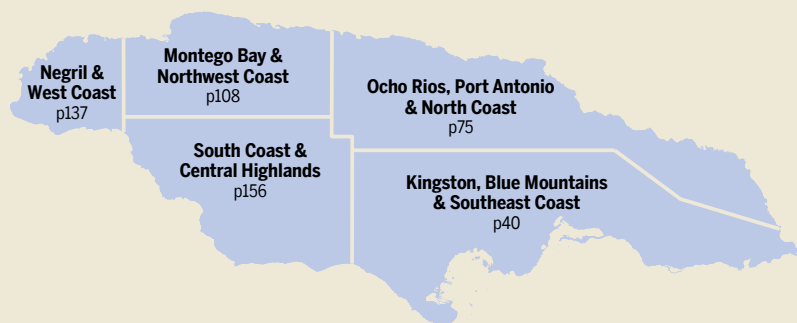 Negril &
West Coast
p137
Montego Bay &
Northwest Coast
p108
Ocho Rios, Port Antonio
& North Coast
p75
South Coast &
Central Highlands
p156
Kingston, Blue Mountains
& Southeast Coast
p40